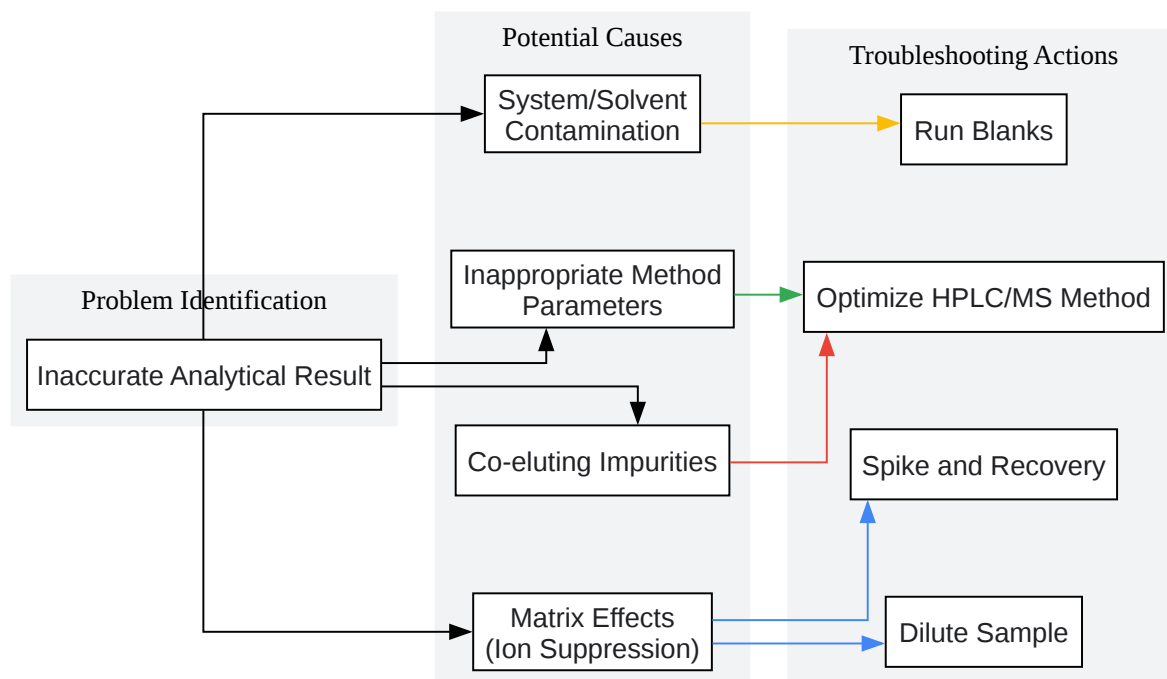 Potential Causes
Troubleshooting Actions
System/Solvent
Contamination
Run Blanks
Problem Identification
Inappropriate Method
Parameters
Optimize HPLC/MS Method
Inaccurate Analytical Result
Co-eluting Impurities
Spike and Recovery
Matrix Effects
(Ion Suppression)
Dilute Sample